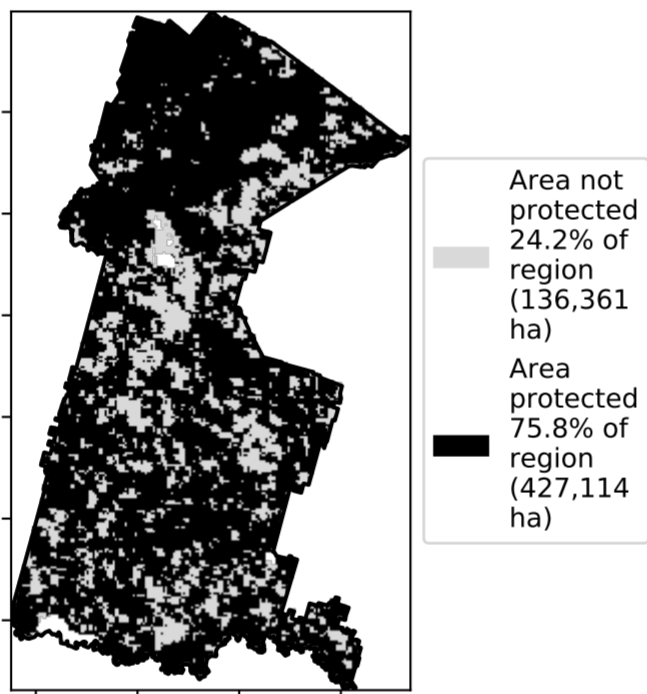 Area not
protected
24.2% of
region
(136,361
ha)
Area
protected
75.8% of
region
(427,114
ha)